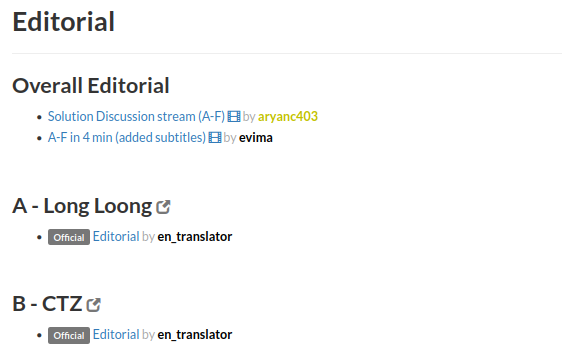 Editorial
Overall Editorial
Solution Discussion stream (A-F) by aryanc403
A-F in 4 min (added subtitles) by evima
A - Long Loong
Official Editorial by en_translator
B - CTZ
Official Editorial by en_translator